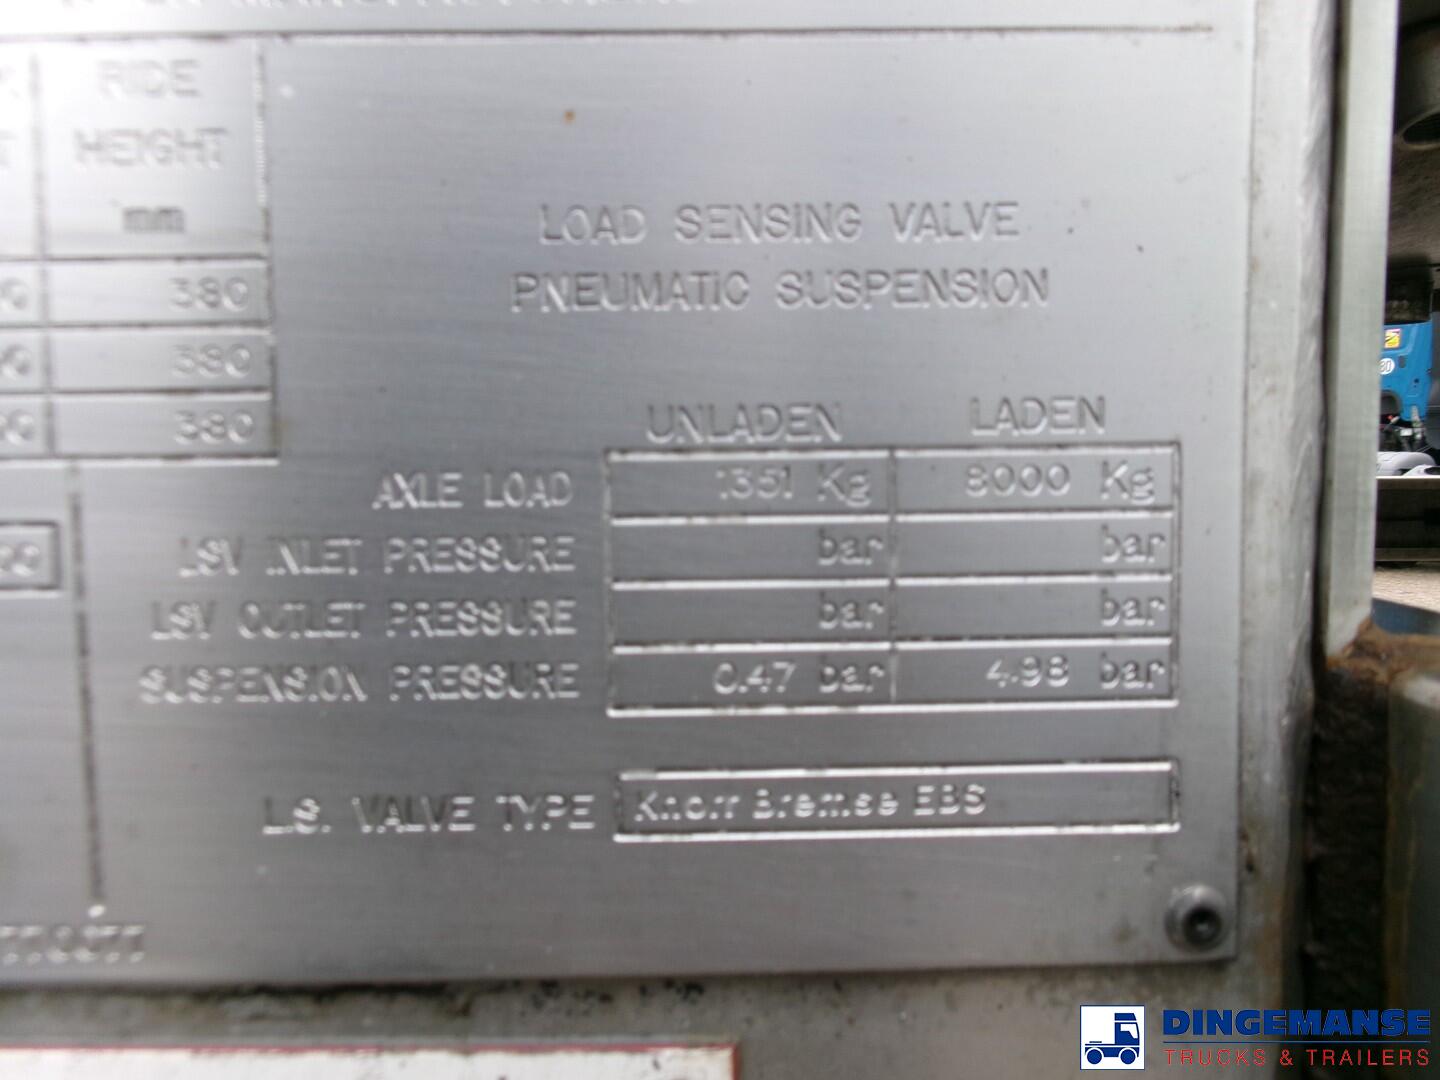 RIDE
HEIGHT
mm
380
380
380
LOAD SENSING VALVE
PNEUMATIC SUSPENSION
UNLADEN LADEN
AXLE LOAD 1351 Kg 8000 Kg
LSV INLET PRESSURE bar bar
LSV OUTLET PRESSURE bar bar
SUSPENSION PRESSURE 0.47 bar 4.98 bar
L.S. VALVE TYPE Knorr Bremse EBS
DINGEMANSE
TRUCKS & TRAILERS